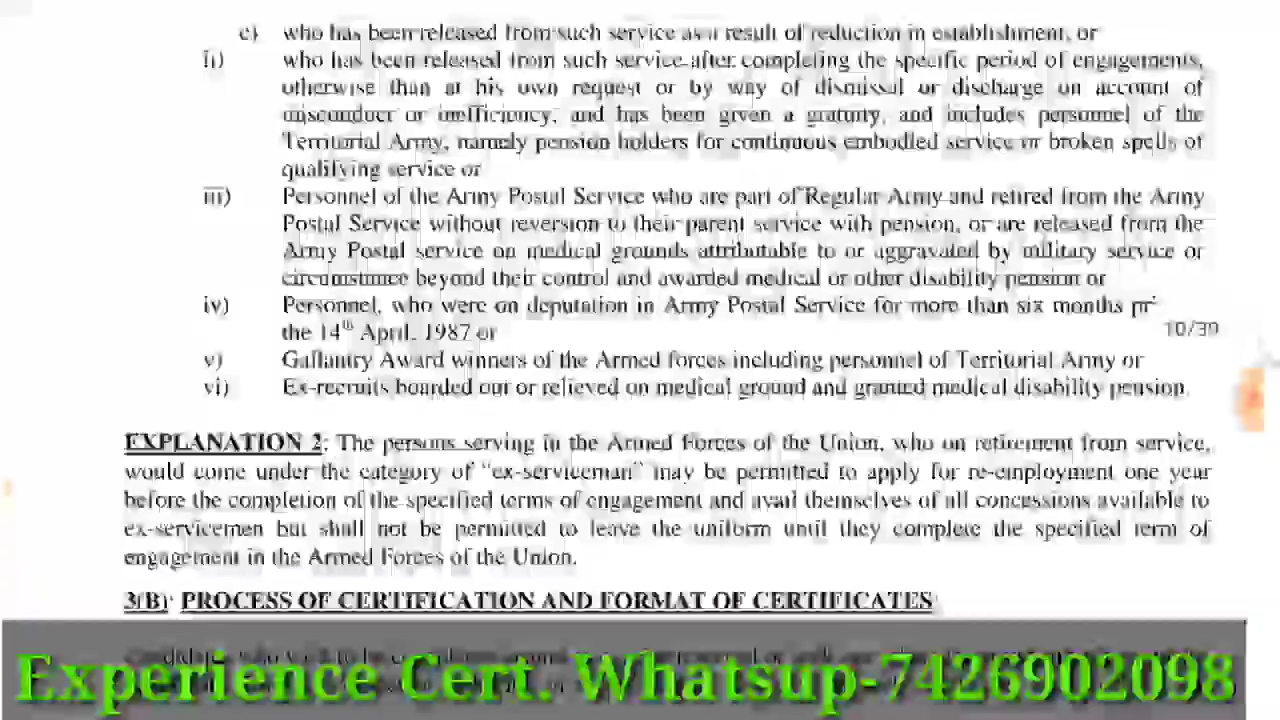 c) who has been released from such service as a result of reduction in establishment, or
ii) who has been released from such service after completing the specific period of engagements,
otherwise than at his own request or by way of dismissal or discharge on account of
misconduct or inefficiency, and has been given a gratuity, and includes personnel of the
Territorial Army, namely pension holders for continuous embodied service or broken spells of
qualifying service or
iii) Personnel of the Army Postal Service who are part of Regular Army and retired from the Army
Postal Service without reversion to their parent service with pension, or are released from the
Army Postal service on medical grounds attributable to or aggravated by military service or
circumstance beyond their control and awarded medical or other disability pension or
iv) Personnel, who were on deputation in Army Postal Service for more than six months pr
the 14th April, 1987 or
10/39
v) Gallantry Award winners of the Armed forces including personnel of Territorial Army or
vi) Ex-recruits boarded out or relieved on medical ground and granted medical disability pension.
EXPLANATION 2: The persons serving in the Armed Forces of the Union, who on retirement from service,
would come under the category of "ex-serviceman" may be permitted to apply for re-employment one year
before the completion of the specified terms of engagement and avail themselves of all concessions available to
ex-servicemen but shall not be permitted to leave the uniform until they complete the specified term of
engagement in the Armed Forces of the Union.
3(B): PROCESS OF CERTIFICATION AND FORMAT OF CERTIFICATES
Experience Cert. Whatsup-7426902098